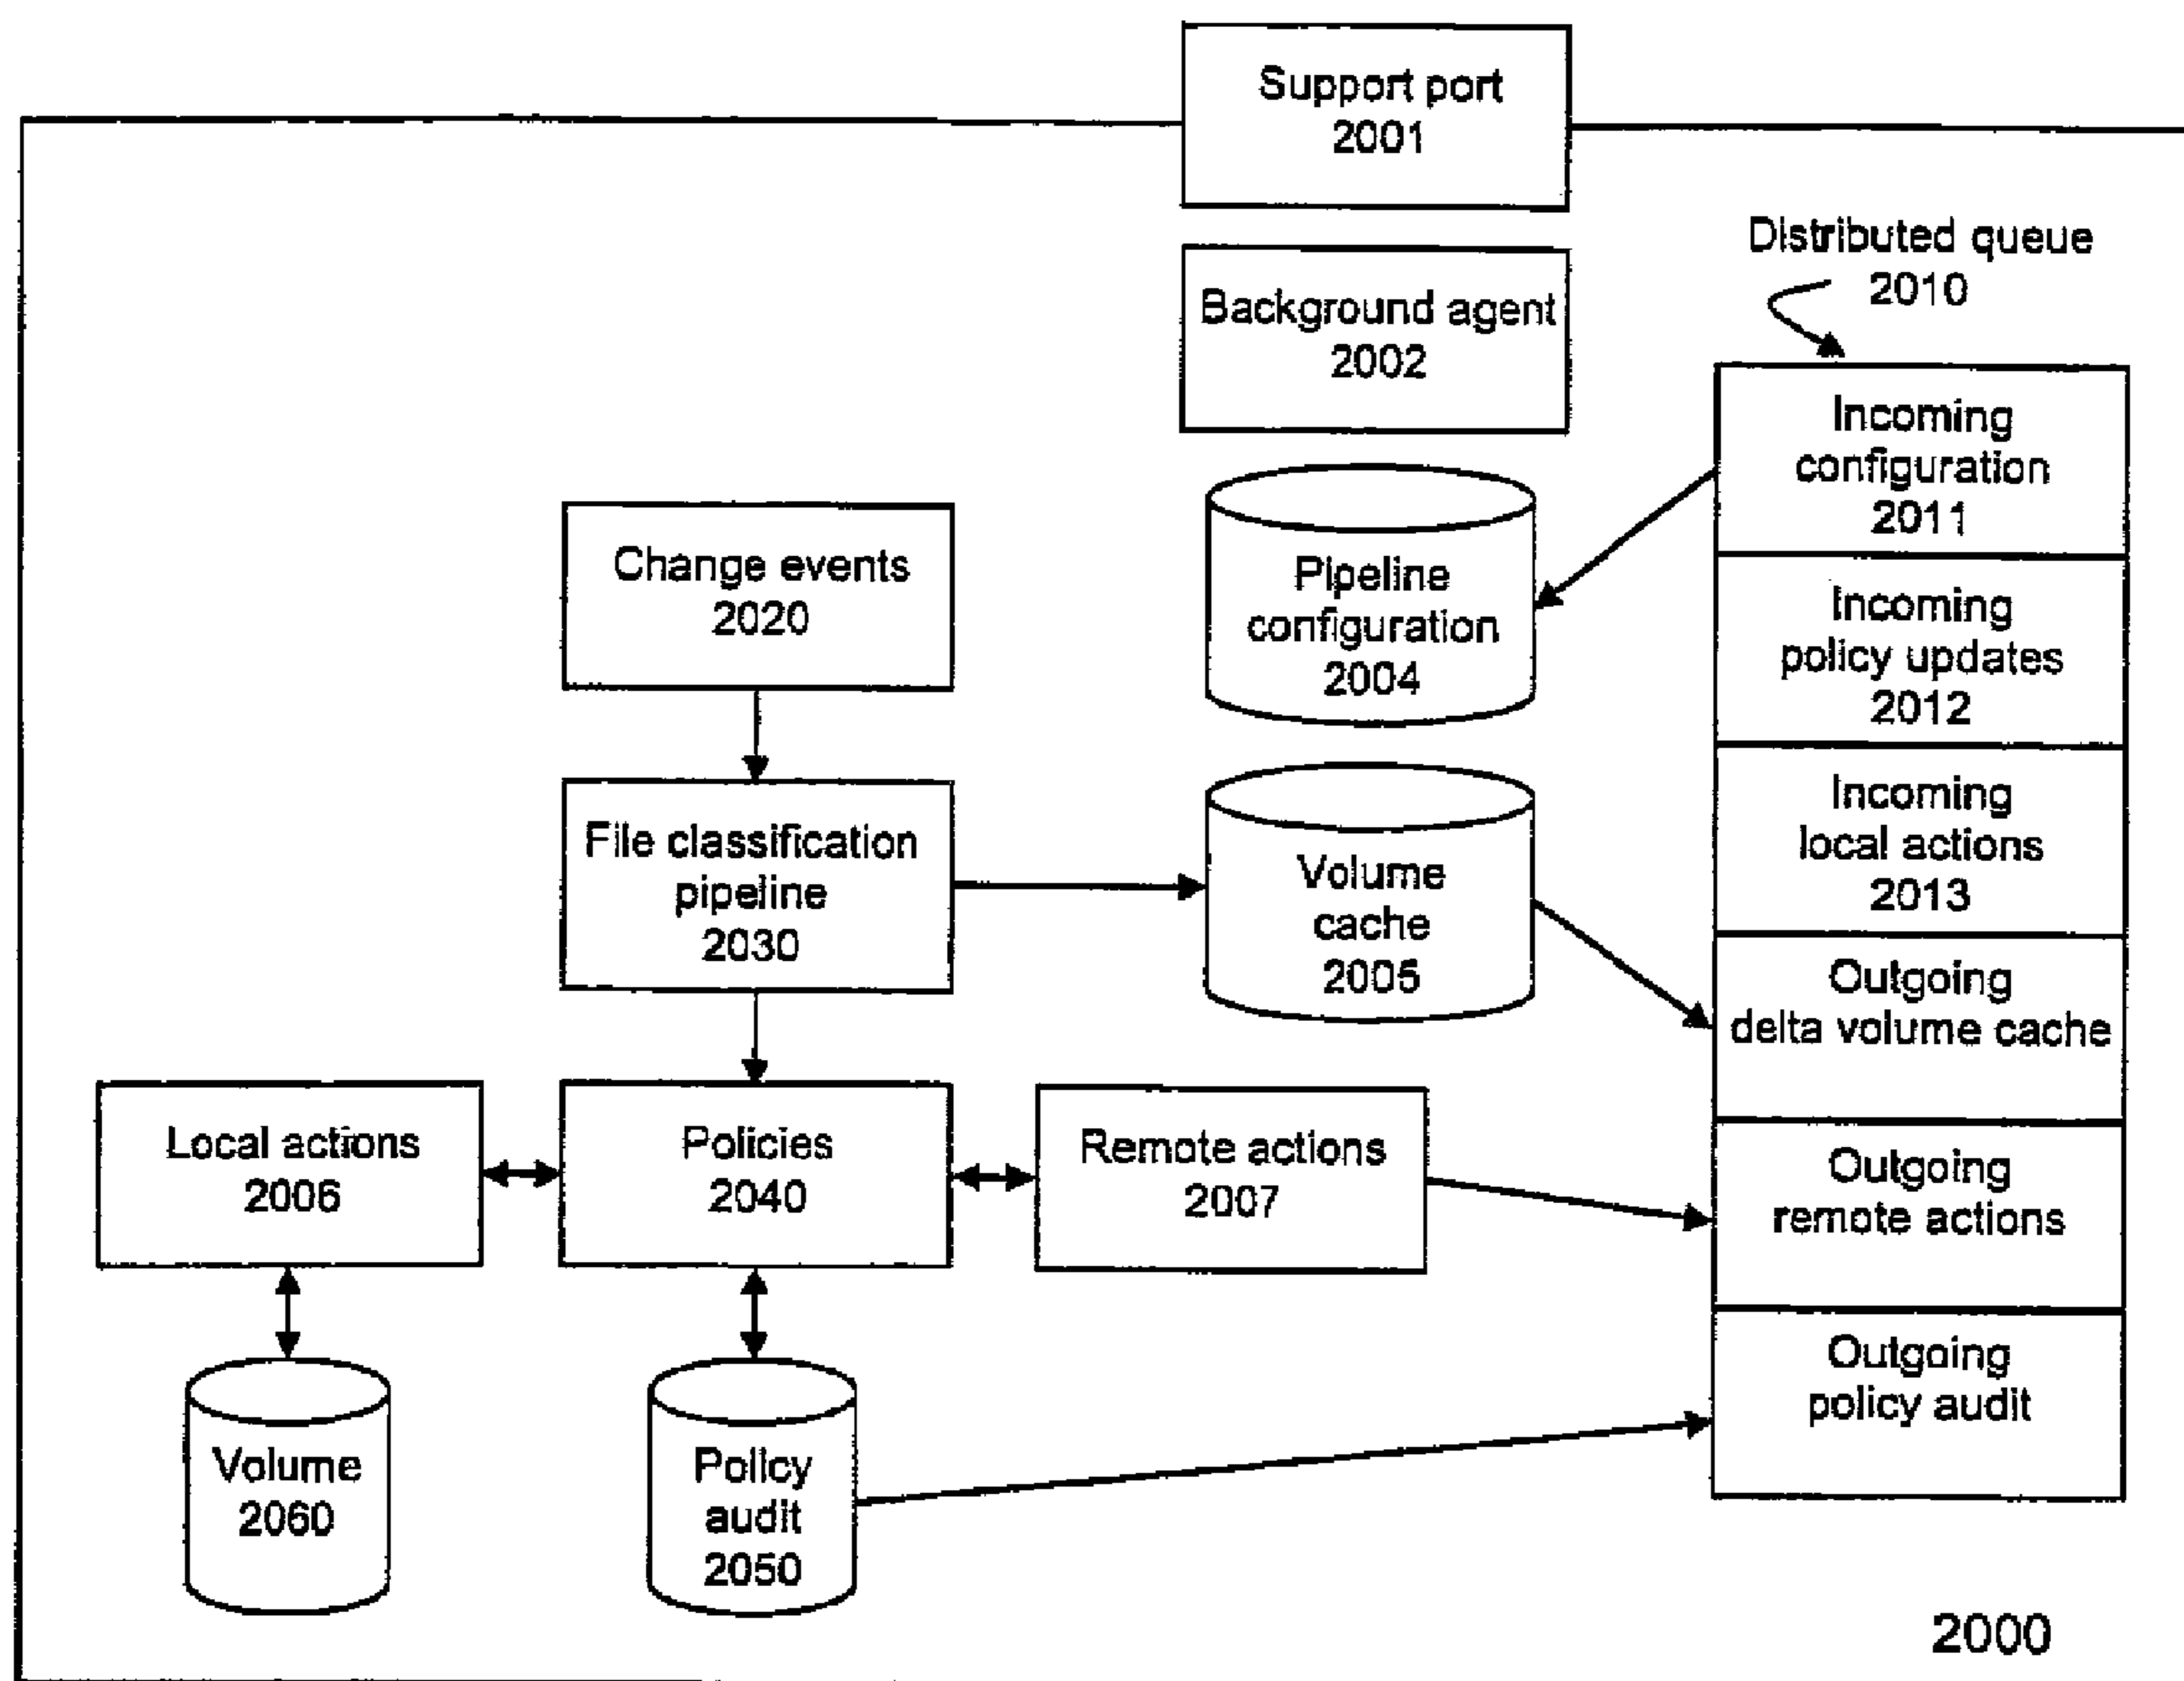 Support port
2001
Distributed queue
2010
Background agent
2002
Incoming
configuration
2011
Change events
2020
Pipeline
configuration
2004
Incoming
policy updates
2012
File classification
pipeline
2030
Volume
cache
2005
Incoming
local actions
2013
Outgoing
delta volume cache
Local actions
2006
Policies
2040
Remote actions
2007
Outgoing
remote actions
Volume
2060
Policy
audit
2050
Outgoing
policy audit
2000